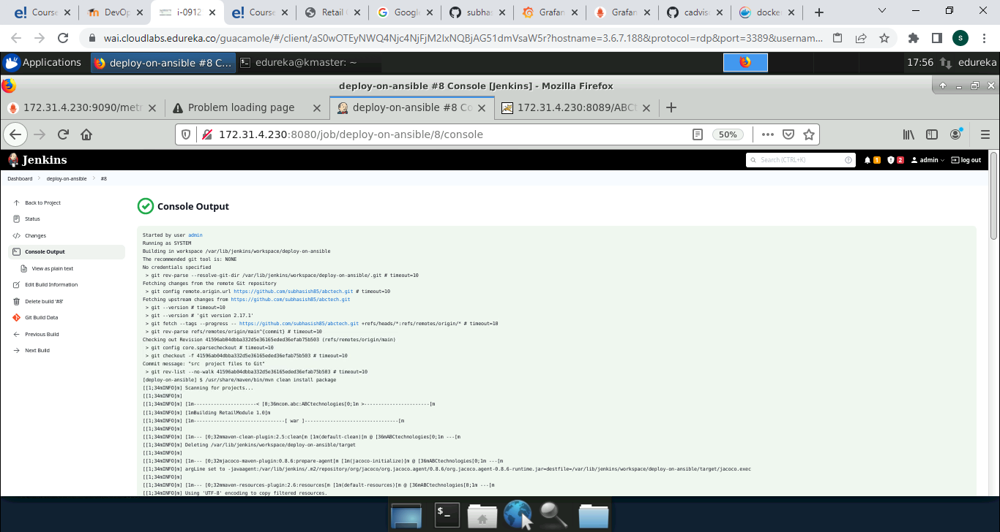 Course
DevOp
i-0912
Course
Retail
Google
subhas
Grafan
Grafan
cadvis
docke
wai.cloudlabs.edureka.co/guacamole/#/client/aS0wOTEyNWQ4Njc4NjFjM2IxNQBjAG51dmVsaW5r?hostname=3.6.7.188&protocol=rdp&port=3389&usernam...
S
Applications
deploy-on-ansible #8 C...
edureka@kmaster: ~
17:56
edureka
deploy-on-ansible #8 Console [Jenkins] - Mozilla Firefox
172.31.4.230:9090/metr
Problem loading page
deploy-on-ansible #8 Co
172.31.4.230:8089/ABCt
172.31.4.230:8080/job/deploy-on-ansible/8/console
50%
Jenkins
Search (CTRL+K)
1
2
admin
log out
Dashboard
deploy-on-ansible
#8
Back to Project
Status
Changes
Console Output
View as plain text
Edit Build Information
Delete build '#8'
Git Build Data
Previous Build
Next Build
Console Output
Started by user admin
Running as SYSTEM
Building in workspace /var/lib/jenkins/workspace/deploy-on-ansible
The recommended git tool is: NONE
No credentials specified
> git rev-parse --resolve-git-dir /var/lib/jenkins/workspace/deploy-on-ansible/.git # timeout=10
Fetching changes from the remote Git repository
> git config remote.origin.url https://github.com/subhasish85/abctech.git # timeout=10
Fetching upstream changes from https://github.com/subhasish85/abctech.git
> git --version # timeout=10
> git --version # 'git version 2.17.1'
> git fetch --tags --progress -- https://github.com/subhasish85/abctech.git +refs/heads/*:refs/remotes/origin/* # timeout=10
> git rev-parse refs/remotes/origin/main^{commit} # timeout=10
Checking out Revision 41596ab04dbba332d5e36165eded36efab75b503 (refs/remotes/origin/main)
> git config core.sparsecheckout # timeout=10
> git checkout -f 41596ab04dbba332d5e36165eded36efab75b503 # timeout=10
Commit message: "src  project files to Git"
> git rev-list --no-walk 41596ab04dbba332d5e36165eded36efab75b503 # timeout=10
[deploy-on-ansible] $ /usr/share/maven/bin/mvn clean install package
[[1;34mINFO[m] Scanning for projects...
[[1;34mINFO[m]
[[1;34mINFO[m] [1m----------------------< [0;36mcom.abc:ABCtechnologies[0;1m >-----------------------[m
[[1;34mINFO[m] [1mBuilding RetailModule 1.0[m
[[1;34mINFO[m] [1m--------------------------------[ war ]---------------------------------[m
[[1;34mINFO[m]
[[1;34mINFO[m] [1m--- [0;32mmaven-clean-plugin:2.5:clean[m [1m(default-clean)[m @ [36mABCtechnologies[0;1m ---[m
[[1;34mINFO[m] Deleting /var/lib/jenkins/workspace/deploy-on-ansible/target
[[1;34mINFO[m]
[[1;34mINFO[m] [1m--- [0;32mjacoco-maven-plugin:0.8.6:prepare-agent[m [1m(jacoco-initialize)[m @ [36mABCtechnologies[0;1m ---[m
[[1;34mINFO[m] argLine set to -javaagent:/var/lib/jenkins/.m2/repository/org/jacoco/org.jacoco.agent/0.8.6/org.jacoco.agent-0.8.6-runtime.jar=destfile=/var/lib/jenkins/workspace/deploy-on-ansible/target/jacoco.exec
[[1;34mINFO[m]
[[1;34mINFO[m] [1m--- [0;32mmaven-resources-plugin:2.6:resources[m [1m(default-resources)[m @ [36mABCtechnologies[0;1m ---[m
[[1;34mINFO[m] Using 'UTF-8' encoding to copy filtered resources.